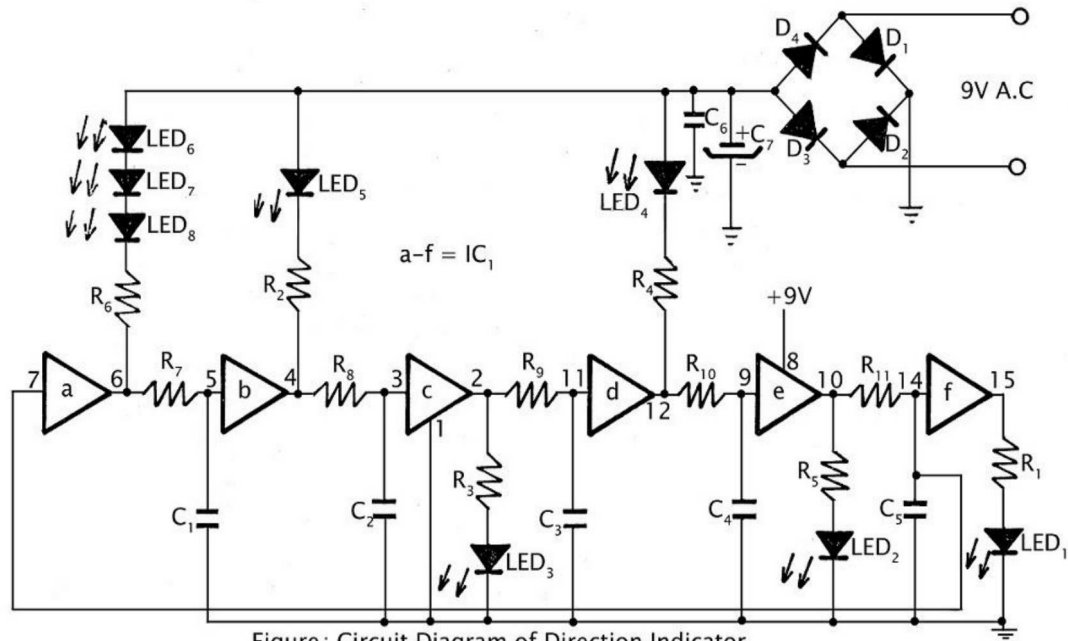 D₄
D₁
9V A.C
C₆
+C₇
-
D₃
D₂
LED₆
LED₇
LED₈
LED₅
LED₄
a-f = IC₁
R₆
R₂
R₄
+9V
7 a 6 R₇ 5 b 4 R₈ 3 c 2 R₉ 11 d 12 R₁₀ 9 e 8 10 R₁₁ 14 f 15
1
R₃
R₅
R₁
C₁
C₂
C₃
C₄
C₅
LED₃
LED₂
LED₁
Figure: Circuit Diagram of Direction Indicator